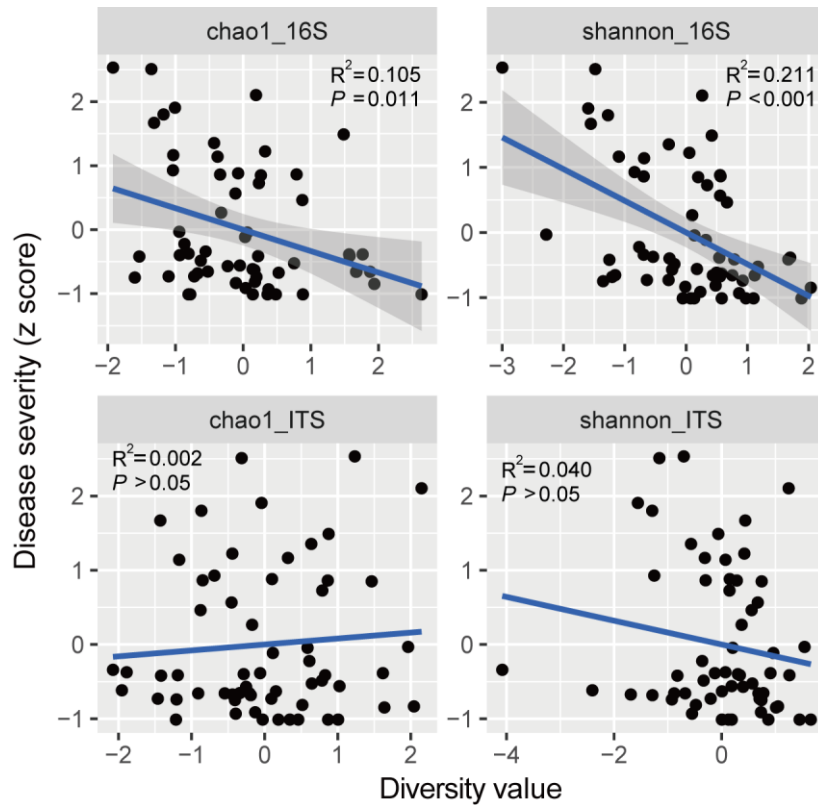 chao1_16S
shannon_16S
R²=0.105
P =0.011
R²=0.211
P <0.001
2
1
0
−1
2
1
0
−1
−2
−1
0
1
2
−3
−2
−1
0
1
2
chao1_ITS
shannon_ITS
R²=0.002
P >0.05
R²=0.040
P >0.05
2
1
0
−1
2
1
0
−1
−2
−1
0
1
2
−4
−2
0
Disease severity (z score)
Diversity value